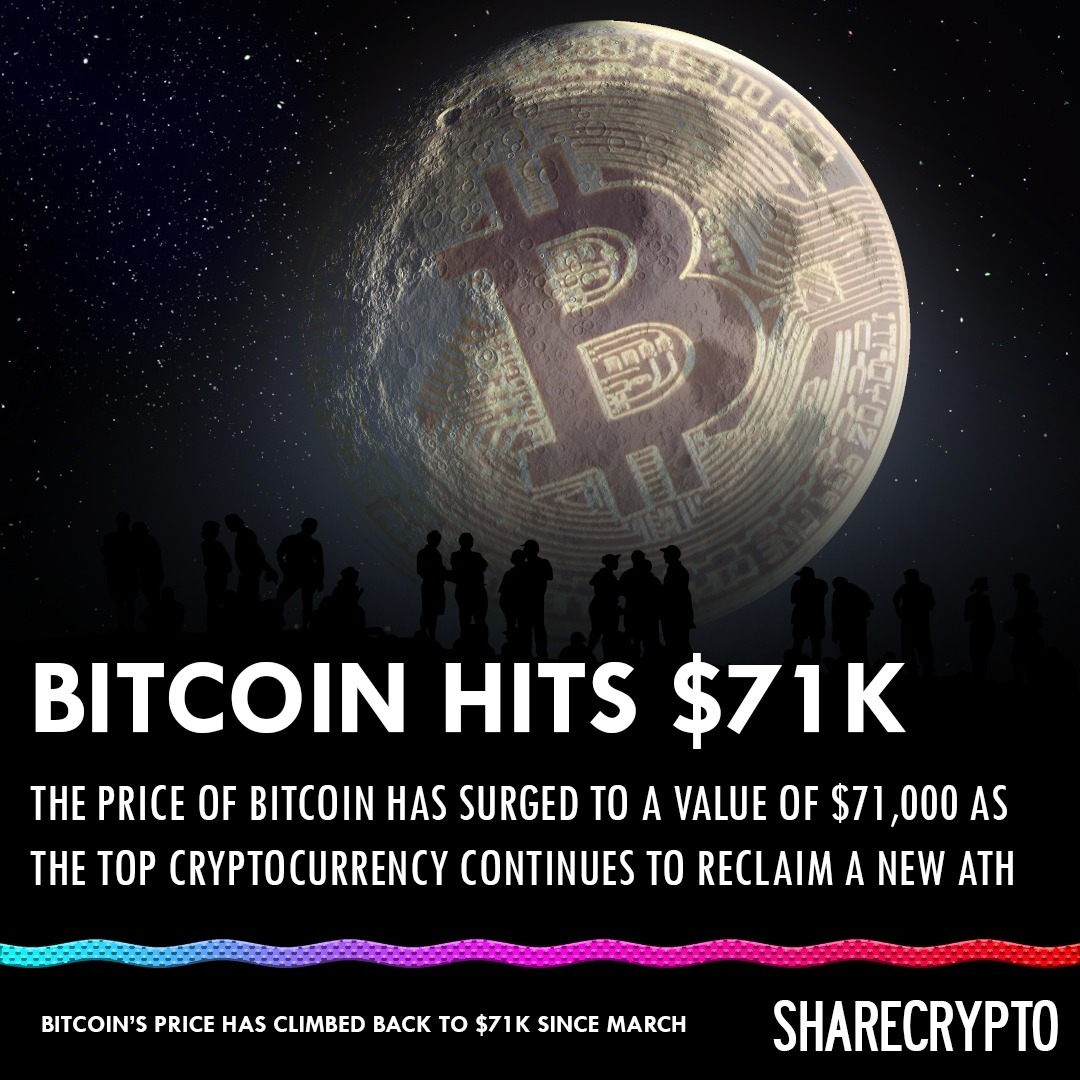 BITCOIN HITS $71K
THE PRICE OF BITCOIN HAS SURGED TO A VALUE OF $71,000 AS
THE TOP CRYPTOCURRENCY CONTINUES TO RECLAIM A NEW ATH
BITCOIN’S PRICE HAS CLIMBED BACK TO $71K SINCE MARCH
SHARECRYPTO